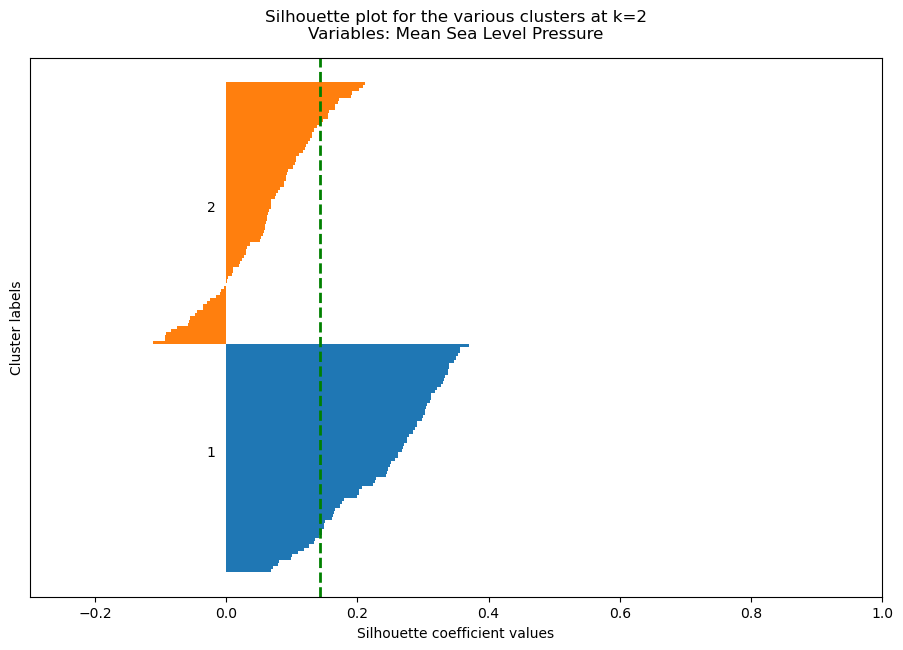 Silhouette plot for the various clusters at k=2
Variables: Mean Sea Level Pressure
Cluster labels
2
1
−0.2 0.0 0.2 0.4 0.6 0.8 1.0
Silhouette coefficient values